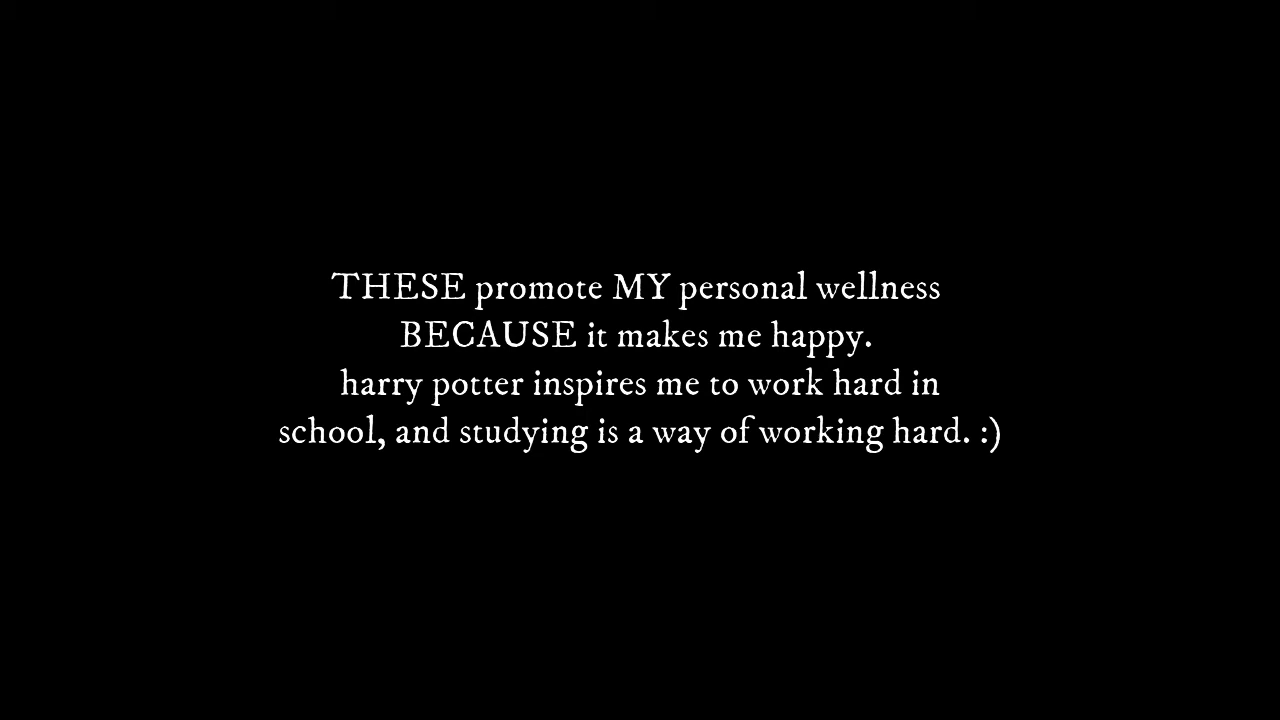 THESE promote MY personal wellness
BECAUSE it makes me happy.
harry potter inspires me to work hard in
school, and studying is a way of working hard. :)